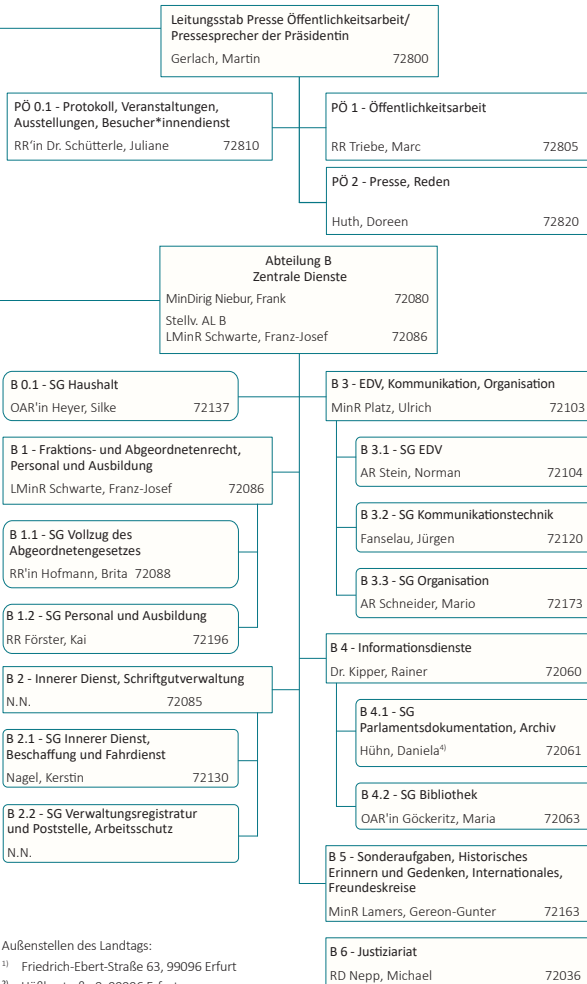 Leitungsstab Presse Öffentlichkeitsarbeit/
Pressesprecher der Präsidentin
Gerlach, Martin 72800
PÖ 0.1 - Protokoll, Veranstaltungen,
Ausstellungen, Besucher*innendienst
RR'in Dr. Schütterle, Juliane 72810
PÖ 1 - Öffentlichkeitsarbeit
RR Triebe, Marc 72805
PÖ 2 - Presse, Reden
Huth, Doreen 72820
Abteilung B
Zentrale Dienste
MinDirig Niebur, Frank 72080
Stellv. AL B
LMinR Schwarte, Franz-Josef 72086
B 0.1 - SG Haushalt
OAR'in Heyer, Silke 72137
B 1 - Fraktions- und Abgeordnetenrecht,
Personal und Ausbildung
LMinR Schwarte, Franz-Josef 72086
B 1.1 - SG Vollzug des
Abgeordnetengesetzes
RR'in Hofmann, Brita 72088
B 1.2 - SG Personal und Ausbildung
RR Förster, Kai 72196
B 2 - Innerer Dienst, Schriftgutverwaltung
N.N. 72085
B 2.1 - SG Innerer Dienst,
Beschaffung und Fahrdienst
Nagel, Kerstin 72130
B 2.2 - SG Verwaltungsregistratur
und Poststelle, Arbeitsschutz
N.N.
B 3 - EDV, Kommunikation, Organisation
MinR Platz, Ulrich 72103
B 3.1 - SG EDV
AR Stein, Norman 72104
B 3.2 - SG Kommunikationstechnik
Fanselau, Jürgen 72120
B 3.3 - SG Organisation
AR Schneider, Mario 72173
B 4 - Informationsdienste
Dr. Kipper, Rainer 72060
B 4.1 - SG
Parlamentsdokumentation, Archiv
Hühn, Daniela⁴⁾ 72061
B 4.2 - SG Bibliothek
OAR'in Göckeritz, Maria 72063
B 5 - Sonderaufgaben, Historisches
Erinnern und Gedenken, Internationales,
Freundeskreise
MinR Lamers, Gereon-Gunter 72163
B 6 - Justiziariat
RD Nepp, Michael 72036
Außenstellen des Landtags:
¹⁾ Friedrich-Ebert-Straße 63, 99096 Erfurt